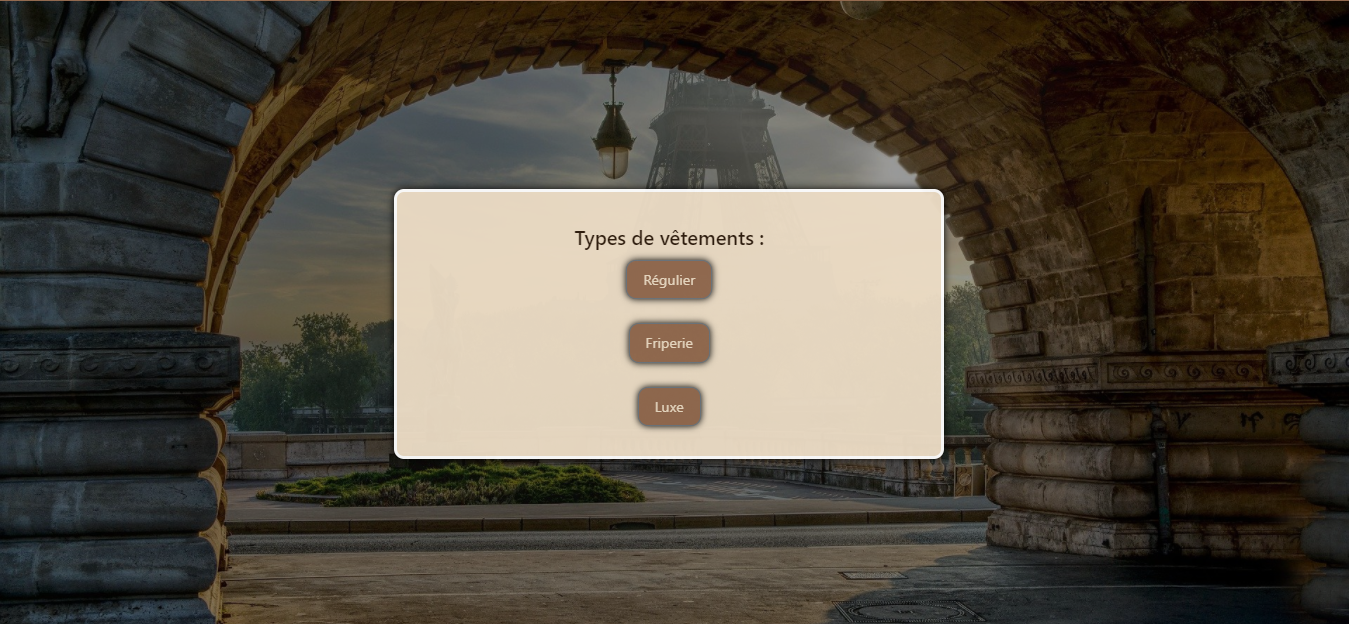 Types de vêtements :
Régulier
Friperie
Luxe